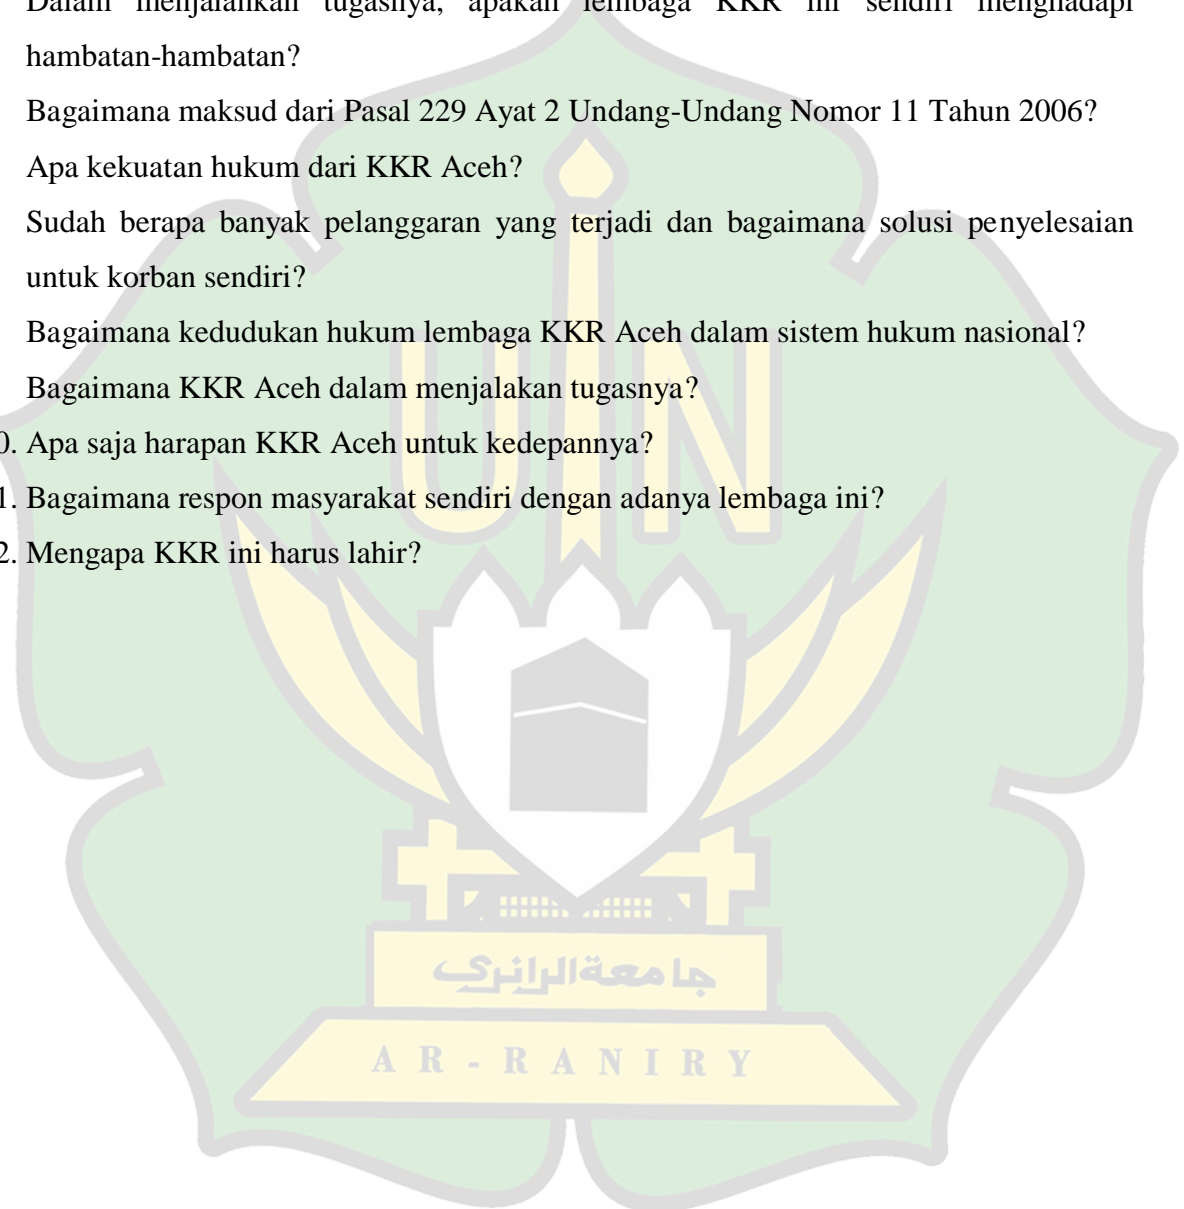 Dalam menjalankan tugasnya, apakah lembaga KKR ini sendiri menghadapi
hambatan-hambatan?
Bagaimana maksud dari Pasal 229 Ayat 2 Undang-Undang Nomor 11 Tahun 2006?
Apa kekuatan hukum dari KKR Aceh?
Sudah berapa banyak pelanggaran yang terjadi dan bagaimana solusi penyelesaian
untuk korban sendiri?
Bagaimana kedudukan hukum lembaga KKR Aceh dalam sistem hukum nasional?
Bagaimana KKR Aceh dalam menjalakan tugasnya?
0. Apa saja harapan KKR Aceh untuk kedepannya?
1. Bagaimana respon masyarakat sendiri dengan adanya lembaga ini?
2. Mengapa KKR ini harus lahir?
UIN
جامعة الرانري
AR-RANIRY